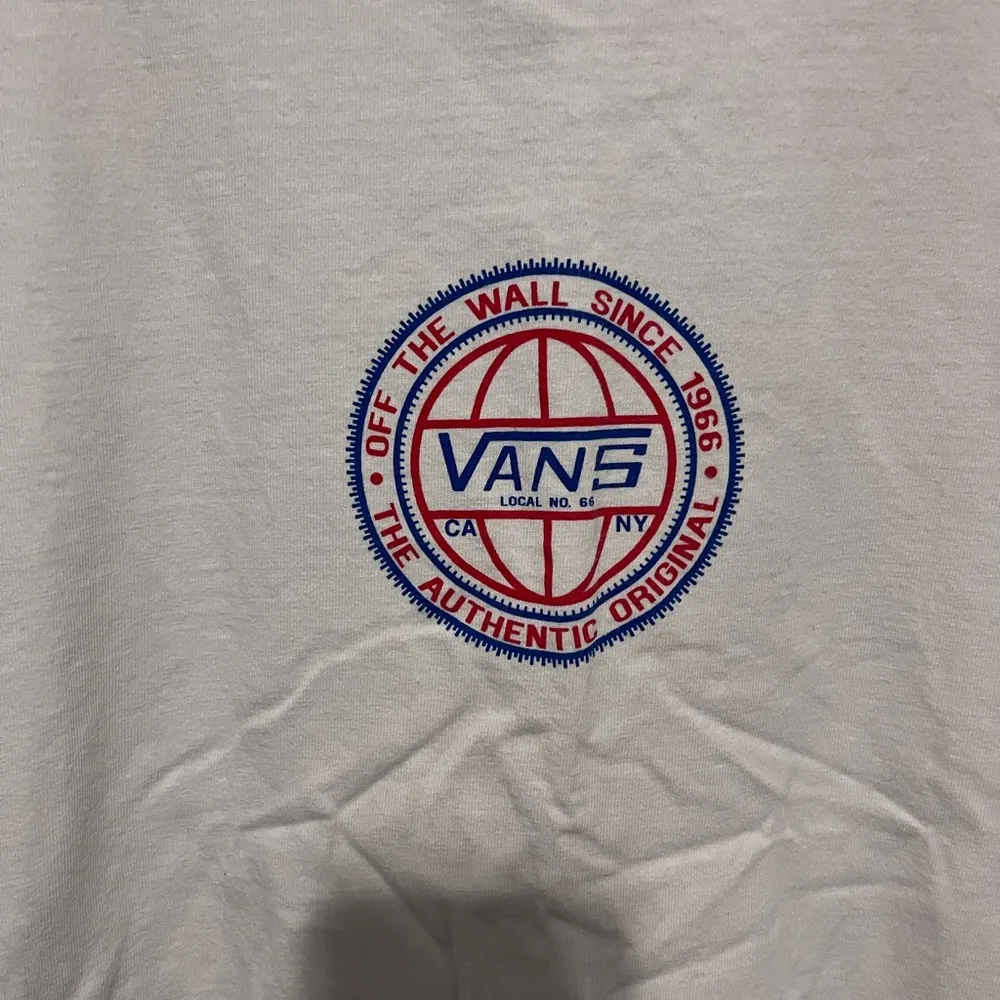 OFF THE WALL SINCE 1966
VANS
LOCAL NO. 66
CA NY
THE AUTHENTIC ORIGINAL